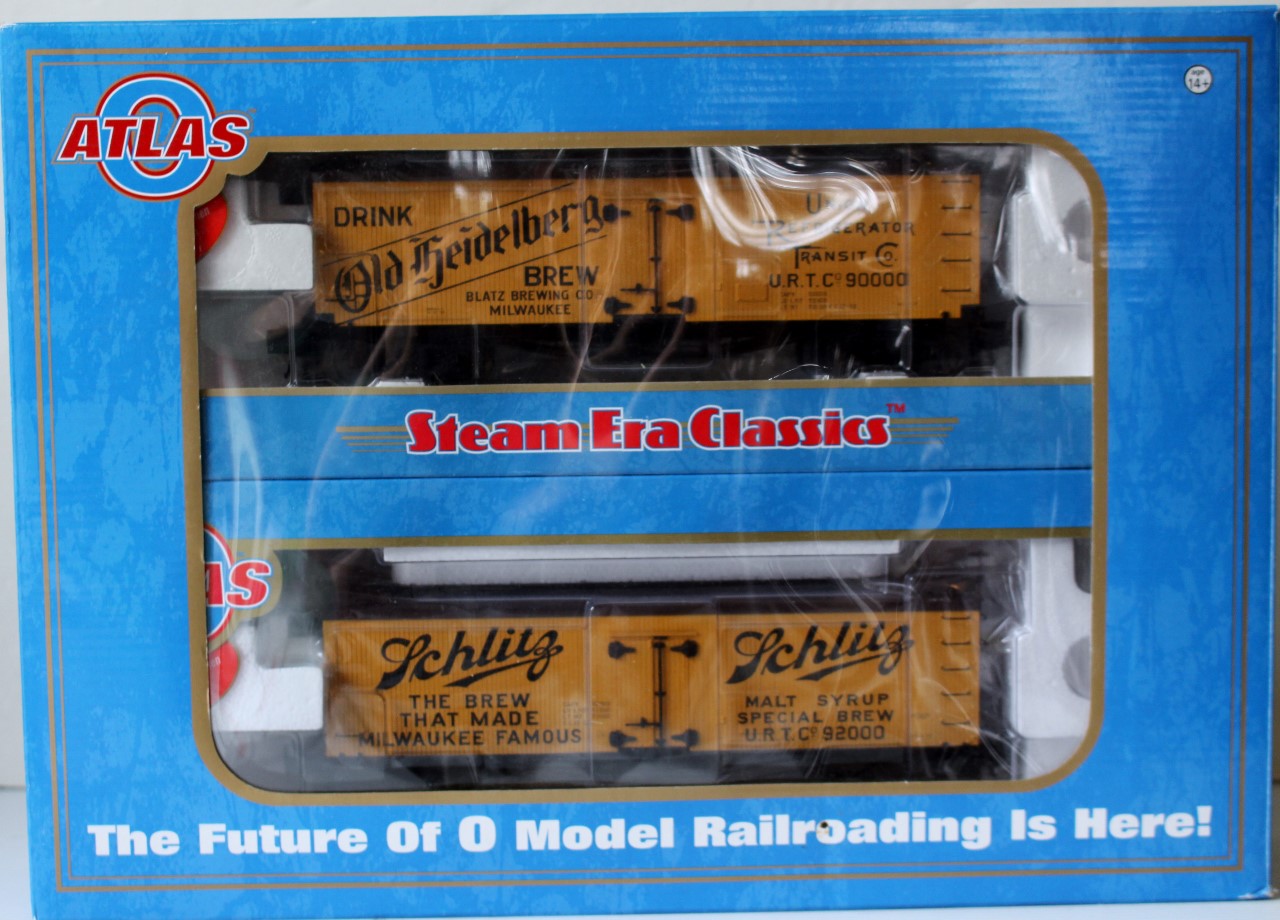 ATLAS
age
14+
DRINK
Old Heidelberg
BREW
BLATZ BREWING CO
MILWAUKEE
REFRIGERATOR
TRANSIT Co.
U.R.T.Co 90000
Steam Era Classics™
AS
Schlitz
THE BREW
THAT MADE
MILWAUKEE FAMOUS
Schlitz
MALT SYRUP
SPECIAL BREW
U.R.T.Co 92000
The Future Of O Model Railroading Is Here!